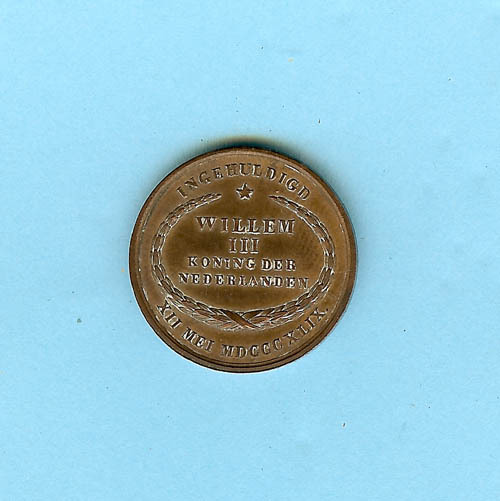 INGEHULDIGD
WILLEM
III
KONING DER
NEDERLANDEN
XII MEI MDCCCXLIX.